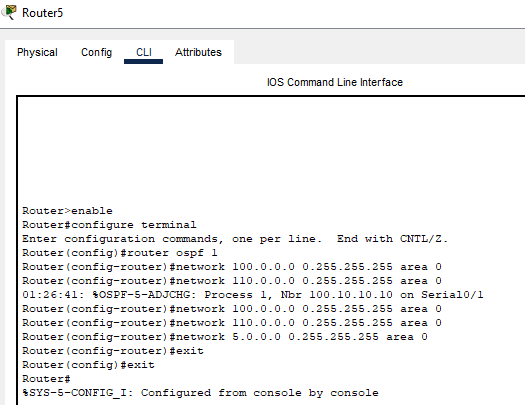 Router5
Physical Config CLI Attributes
IOS Command Line Interface
Router>enable
Router#configure terminal
Enter configuration commands, one per line.  End with CNTL/Z.
Router(config)#router ospf 1
Router(config-router)#network 100.0.0.0 0.255.255.255 area 0
Router(config-router)#network 110.0.0.0 0.255.255.255 area 0
01:26:41: %OSPF-5-ADJCHG: Process 1, Nbr 100.10.10.10 on Serial0/1
Router(config-router)#network 100.0.0.0 0.255.255.255 area 0
Router(config-router)#network 110.0.0.0 0.255.255.255 area 0
Router(config-router)#network 5.0.0.0 0.255.255.255 area 0
Router(config-router)#exit
Router(config)#exit
Router#
%SYS-5-CONFIG_I: Configured from console by console